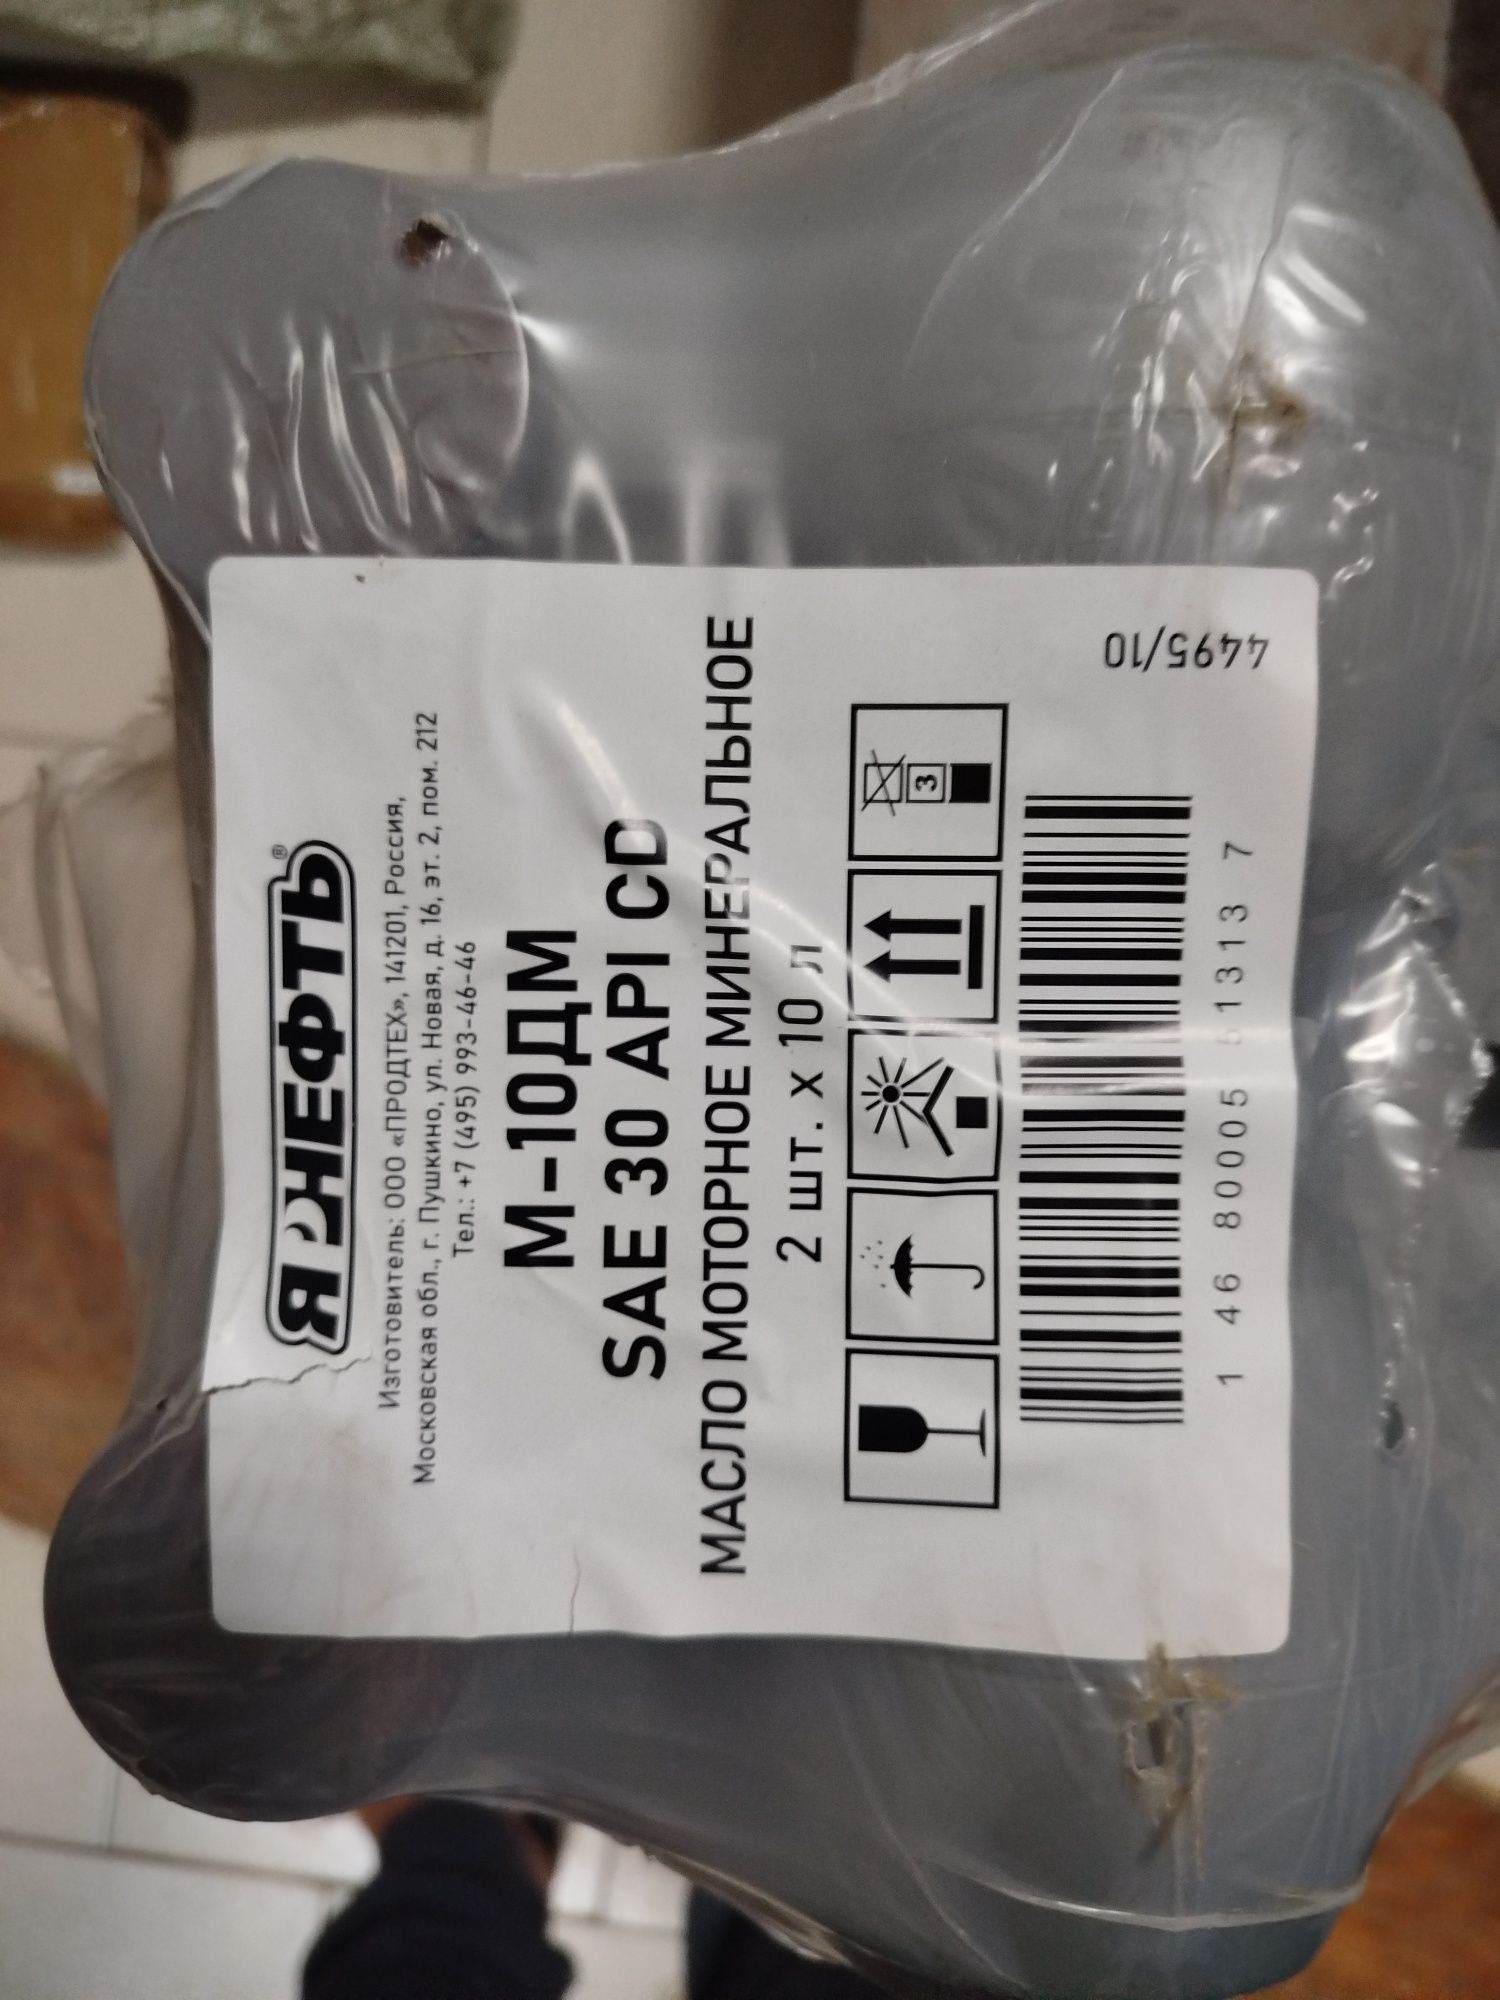 Я НЕФТЬ®
Изготовитель: ООО «ПРОДТЕХ», 141201, Россия,
Московская обл., г. Пушкино, ул. Новая, д. 16, эт. 2, пом. 212
Тел.: +7 (495) 993-46-46
М-10ДМ
SAE 30 API CD
МАСЛО МОТОРНОЕ МИНЕРАЛЬНОЕ
2 шт. х 10 л
3
1 46 80005 51313 7
4495/10